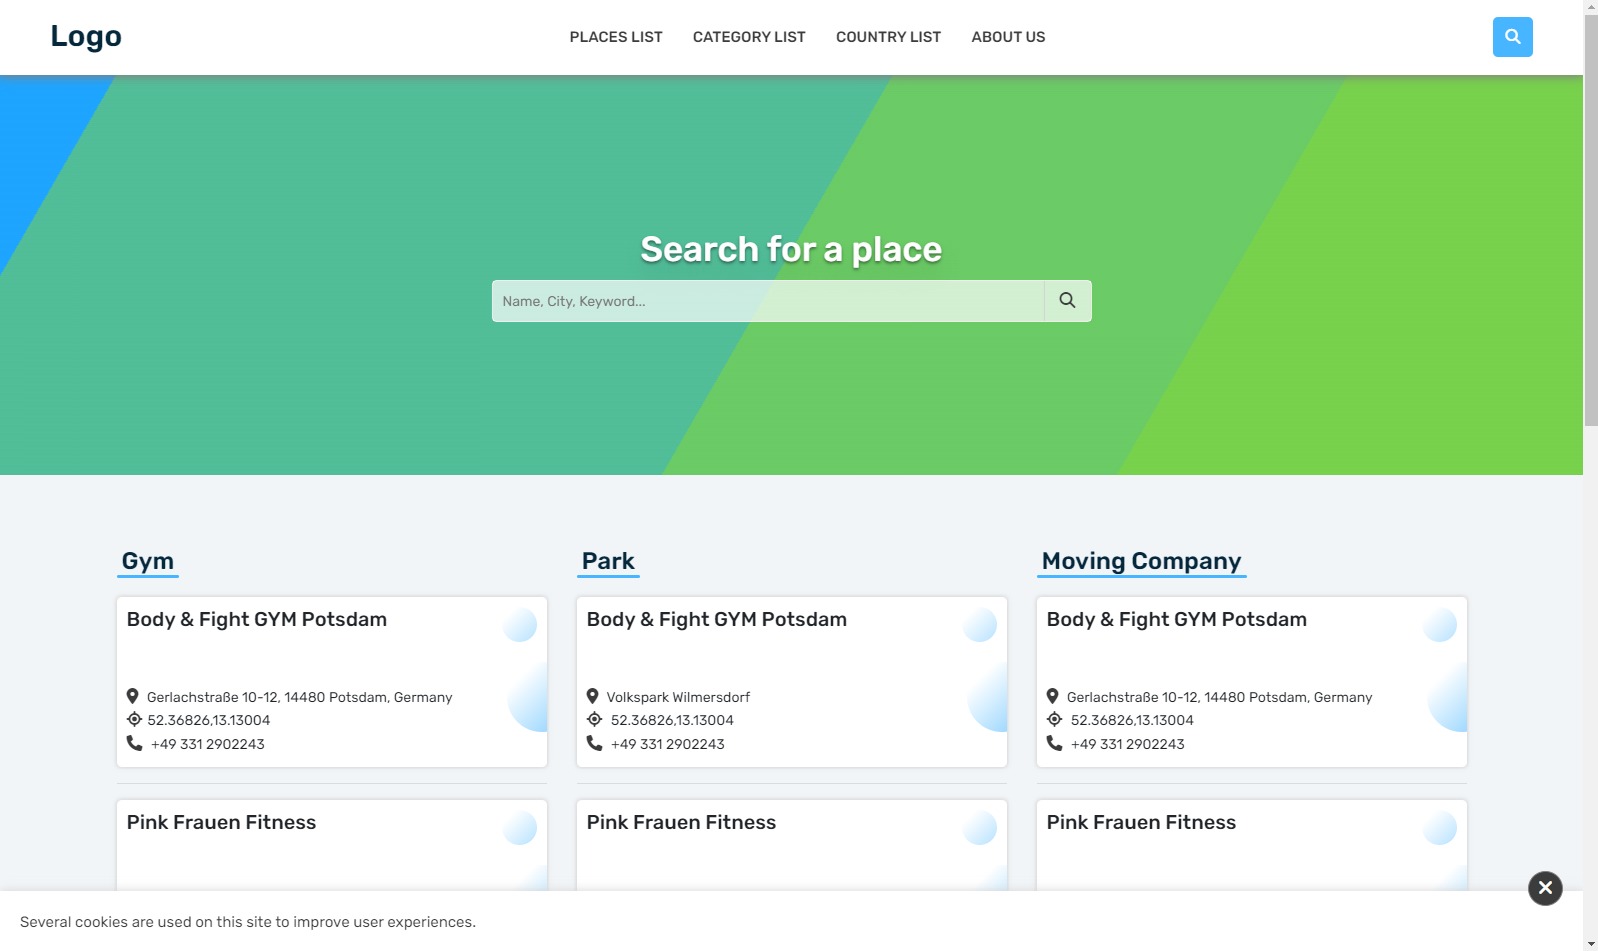 Logo
PLACES LIST CATEGORY LIST COUNTRY LIST ABOUT US
Search for a place
Name, City, Keyword...
Gym
Body & Fight GYM Potsdam
Gerlachstraße 10-12, 14480 Potsdam, Germany
52.36826,13.13004
+49 331 2902243
Pink Frauen Fitness
Park
Body & Fight GYM Potsdam
Volkspark Wilmersdorf
52.36826,13.13004
+49 331 2902243
Pink Frauen Fitness
Moving Company
Body & Fight GYM Potsdam
Gerlachstraße 10-12, 14480 Potsdam, Germany
52.36826,13.13004
+49 331 2902243
Pink Frauen Fitness
Several cookies are used on this site to improve user experiences.